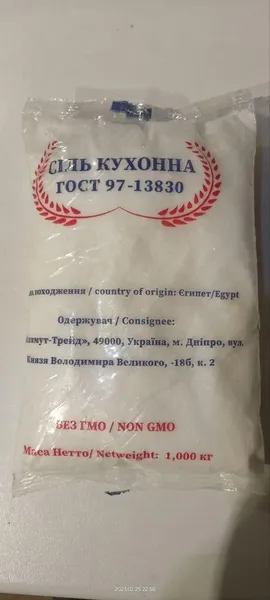 СІЛЬ КУХОННА
ГОСТ 97-13830
походження / country of origin: Єгипет/Egypt
Одержувач / Consignee:
49000, Україна, м. Дніпро, вул.
Князя Володимира Великого, -18б, к. 2
БЕЗ ГМО / NON GMO
Маса Нетто/ Netweight: 1,000 кг